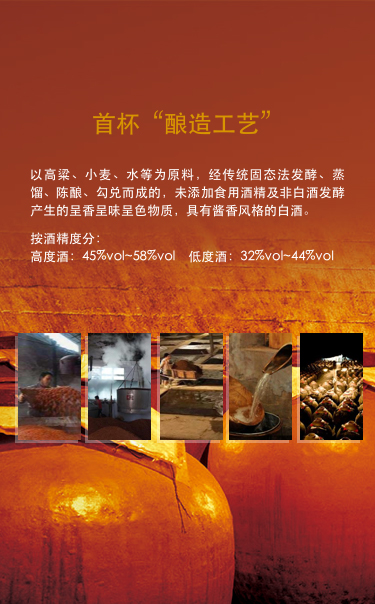 首杯“酿造工艺”
以高粱、小麦、水等为原料，经传统固态法发酵、蒸
馏、陈酿、勾兑而成的，未添加食用酒精及非白酒发酵
产生的呈香呈味呈色物质，具有酱香风格的白酒。
按酒精度分：
高度酒：45%vol~58%vol 低度酒：32%vol~44%vol